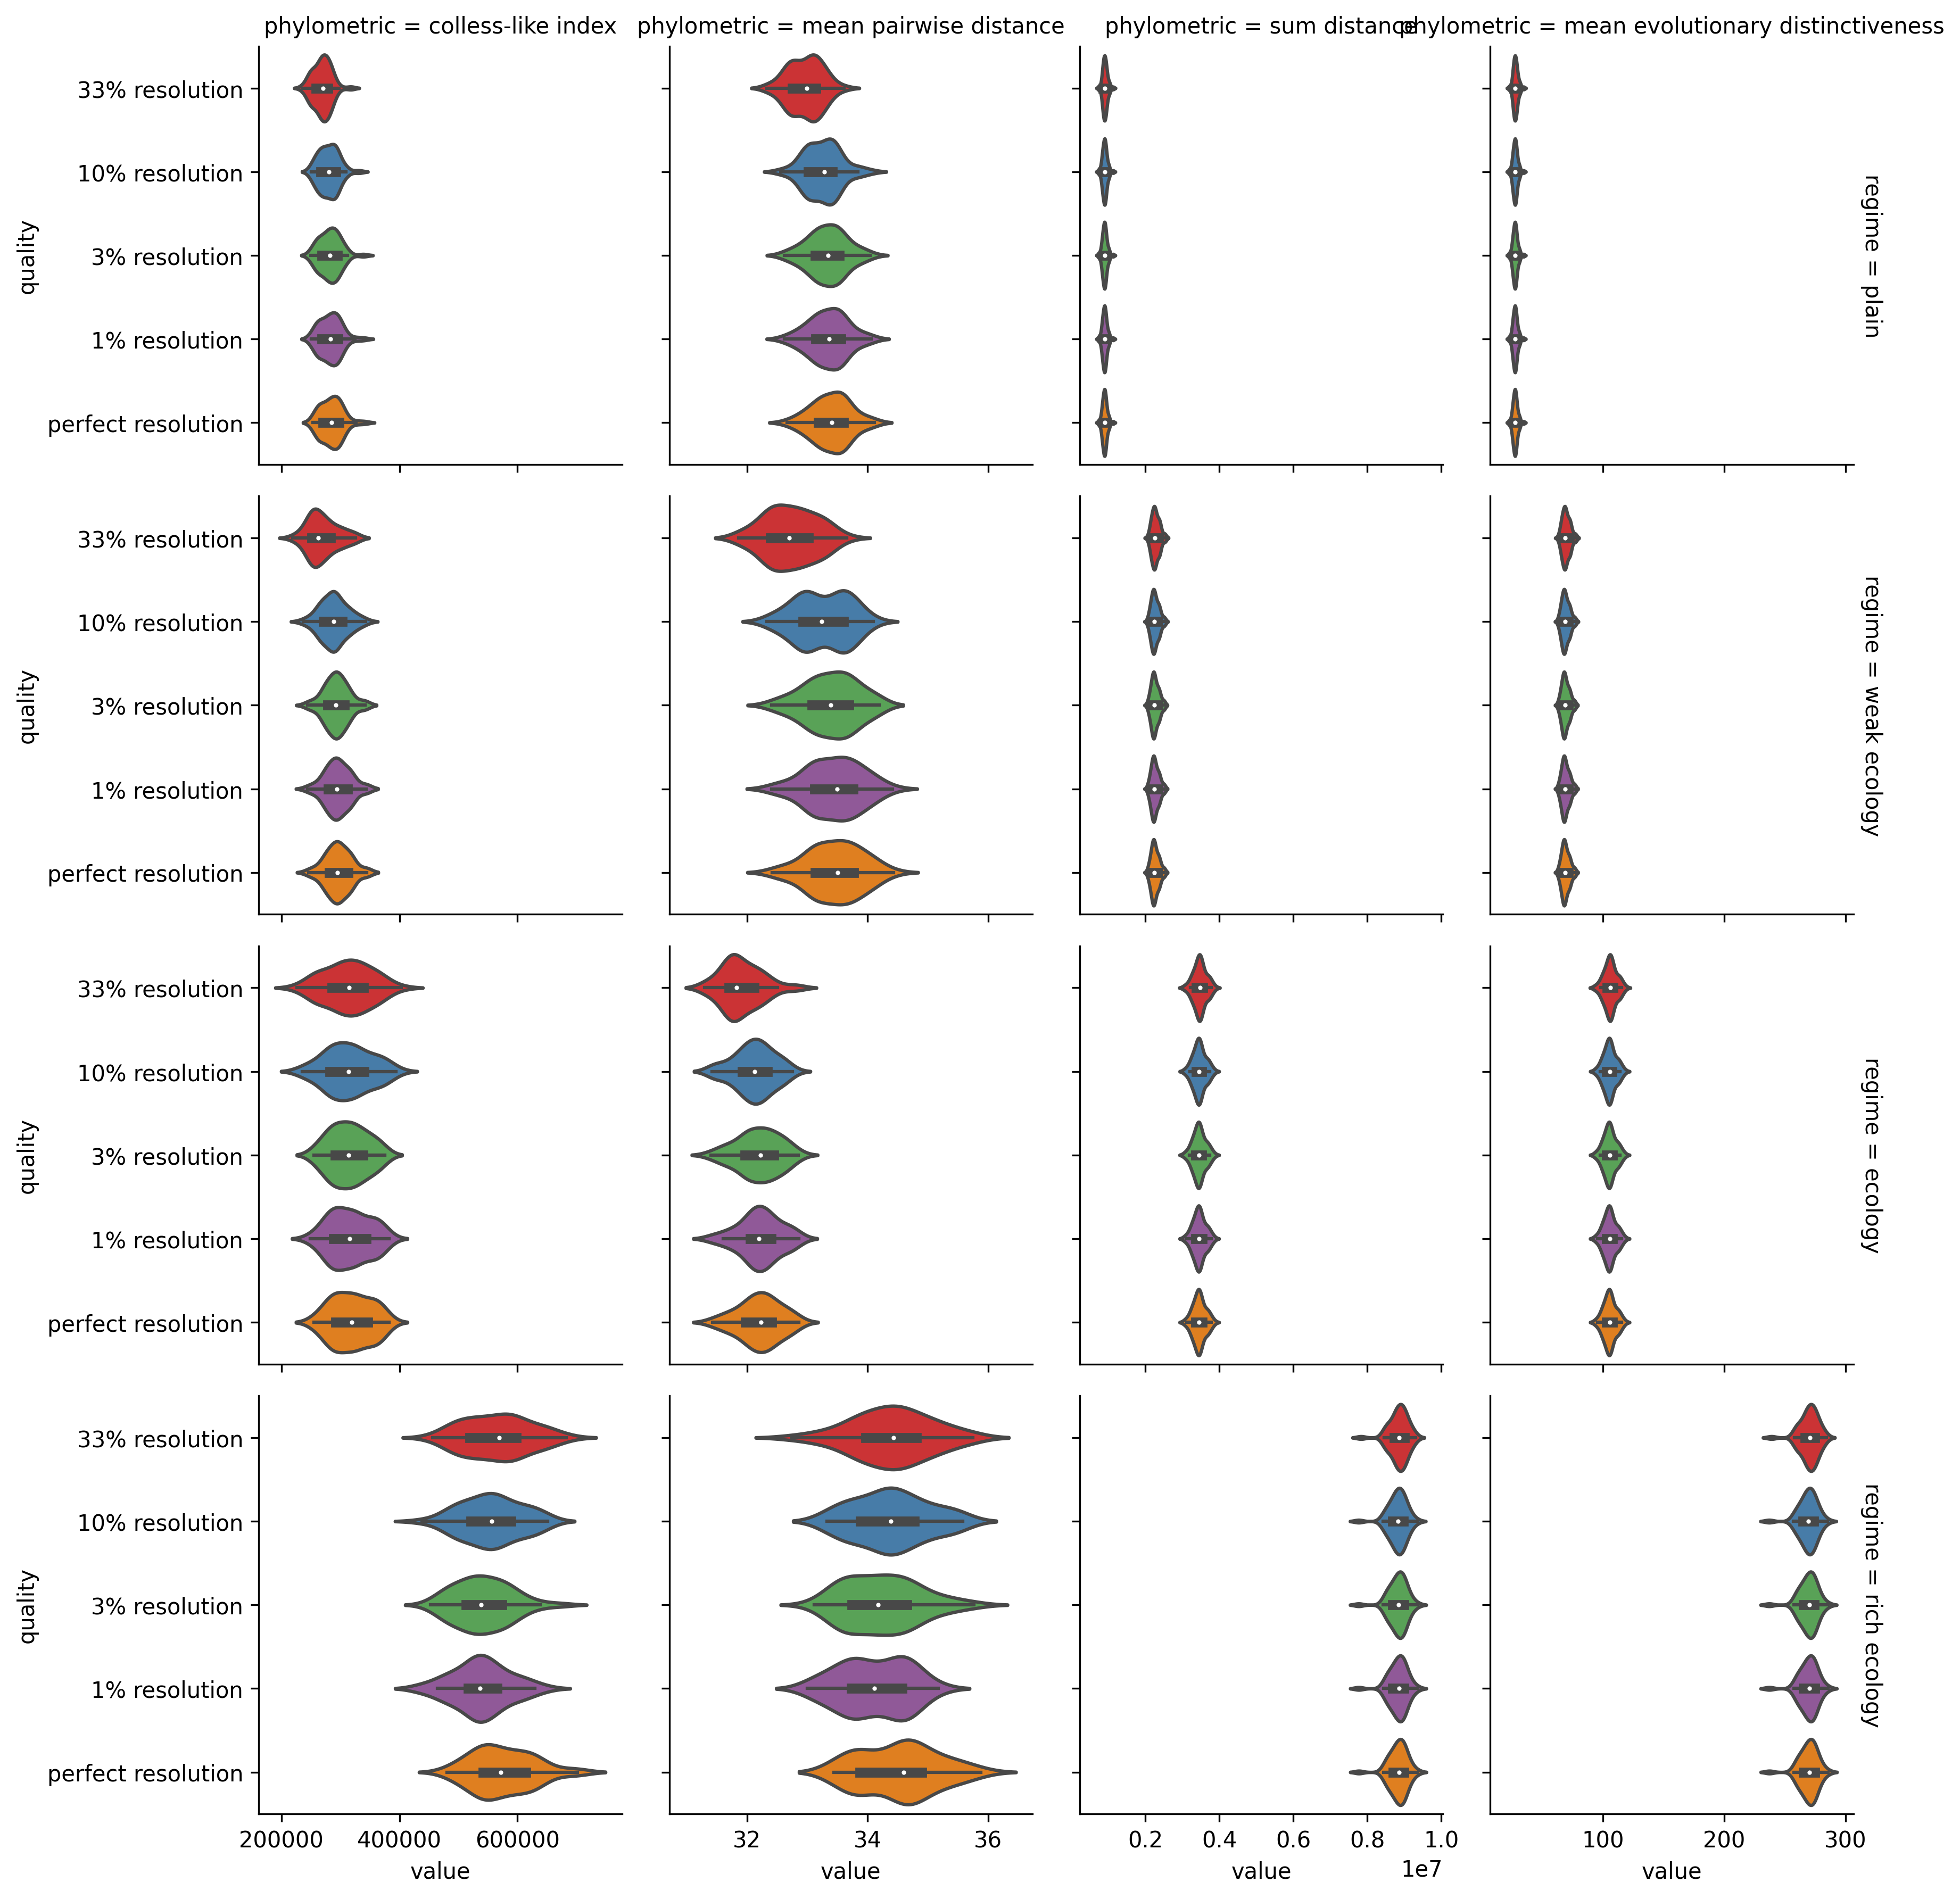 phylometric = colless-like index
phylometric = mean pairwise distance
phylometric = sum distance
phylometric = mean evolutionary distinctiveness
quality
33% resolution
10% resolution
3% resolution
1% resolution
perfect resolution
regime = plain
quality
33% resolution
10% resolution
3% resolution
1% resolution
perfect resolution
regime = weak ecology
quality
33% resolution
10% resolution
3% resolution
1% resolution
perfect resolution
regime = ecology
quality
33% resolution
10% resolution
3% resolution
1% resolution
perfect resolution
regime = rich ecology
200000 400000 600000
value
32 34 36
value
0.2 0.4 0.6 0.8 1.0
1e7
value
100 200 300
value